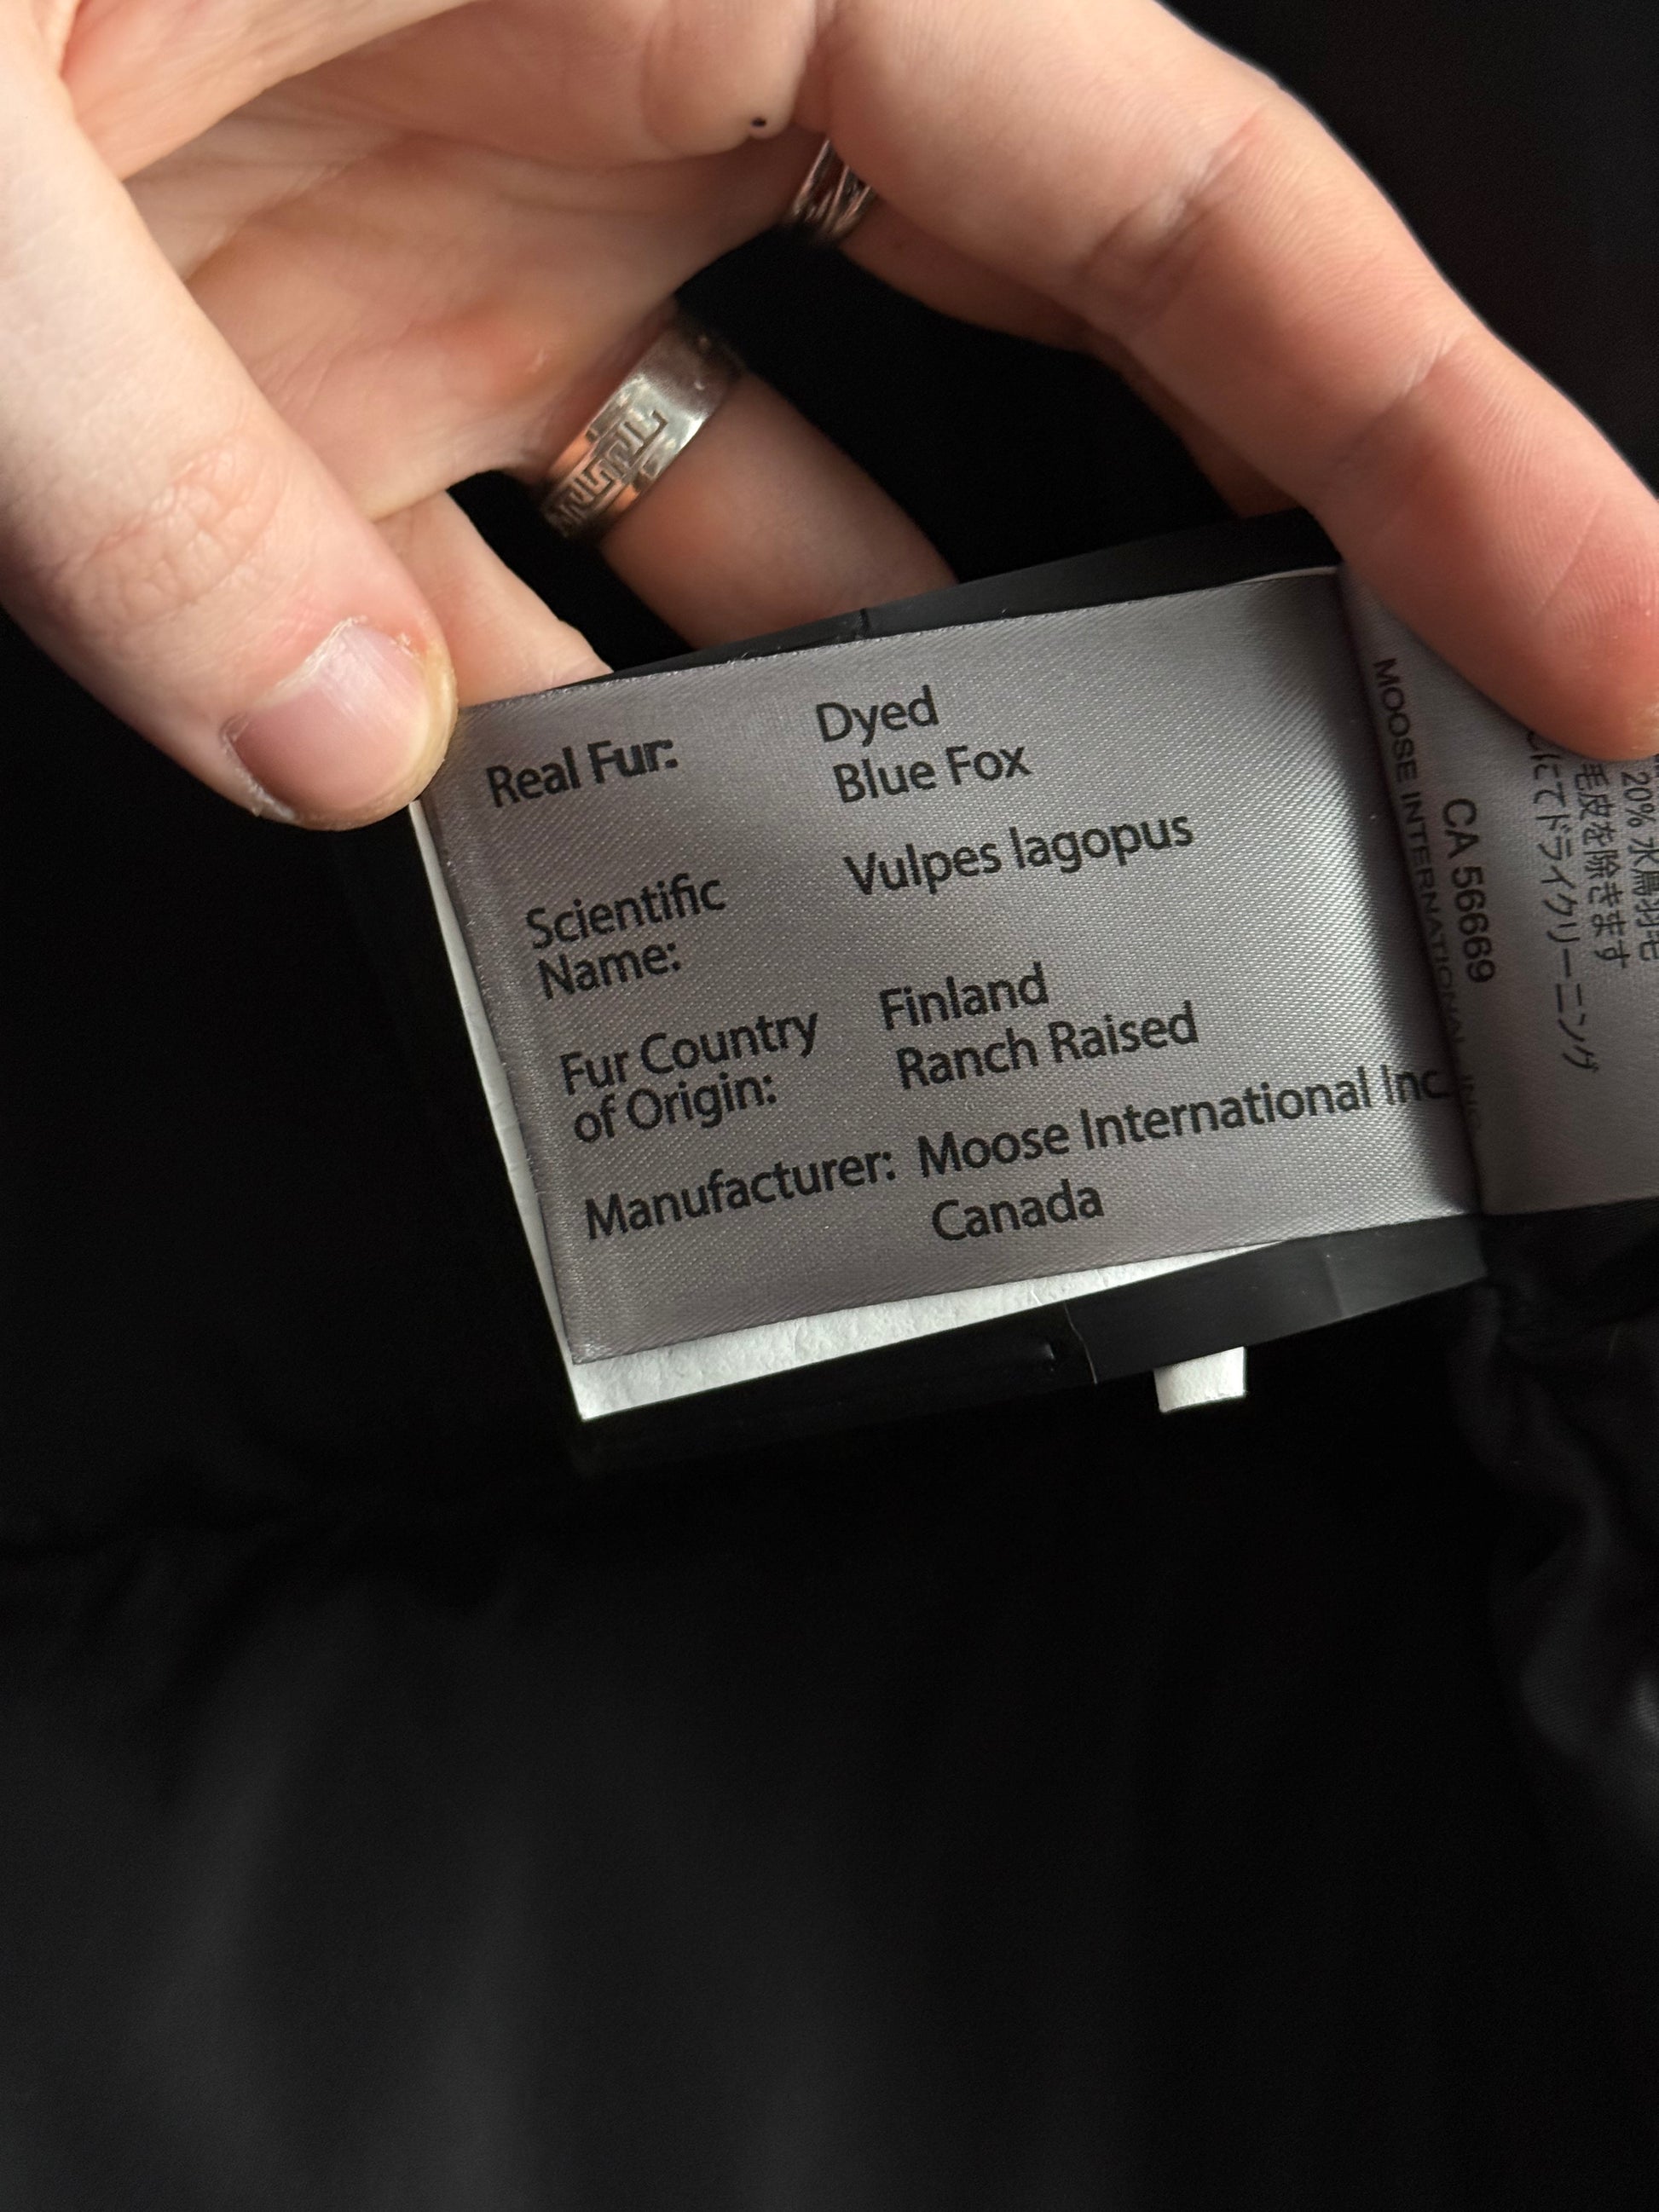 Real Fur: Dyed
Blue Fox
Scientific Vulpes lagopus
Name:
Fur Country Finland
of Origin: Ranch Raised
Manufacturer: Moose International Inc
Canada
MOOSE INTERNATIONAL INC.
CA 56669
にてドライクリーニング
毛皮を除きます
20% 水鳥羽毛